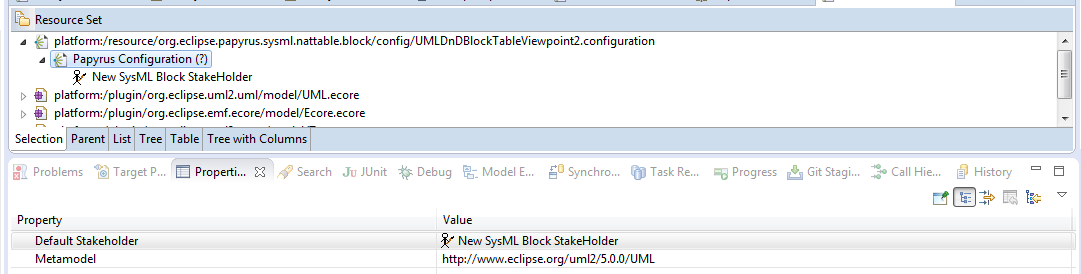 Resource Set
platform:/resource/org.eclipse.papyrus.sysml.nattable.block/config/UMLDnDBlockTableViewpoint2.configuration
Papyrus Configuration (?)
New SysML Block StakeHolder
platform:/plugin/org.eclipse.uml2.uml/model/UML.ecore
platform:/plugin/org.eclipse.emf.ecore/model/Ecore.ecore
Selection Parent List Tree Table Tree with Columns
Problems Target P... Properti... Search JUnit Debug Model E... Synchro... Task Re... Progress Git Stagi... Call Hie... History
Property Value
Default Stakeholder New SysML Block StakeHolder
Metamodel http://www.eclipse.org/uml2/5.0.0/UML